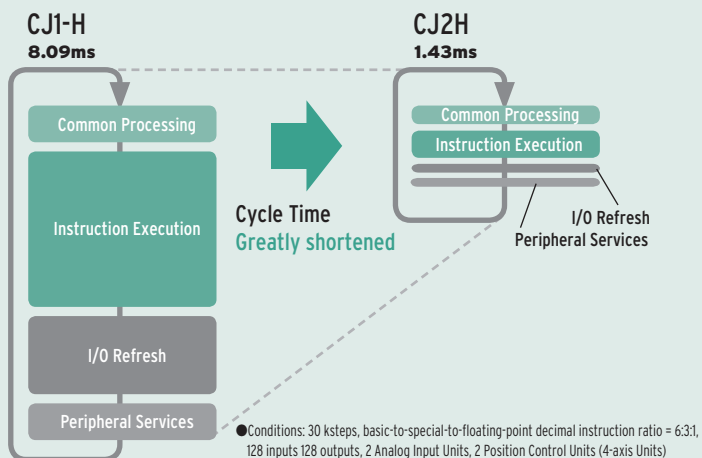 CJ1-H
8.09ms
Common Processing
Instruction Execution
I/O Refresh
Peripheral Services
Cycle Time
Greatly shortened
CJ2H
1.43ms
Common Processing
Instruction Execution
I/O Refresh
Peripheral Services
●Conditions: 30 ksteps, basic-to-special-to-floating-point decimal instruction ratio = 6:3:1,
128 inputs 128 outputs, 2 Analog Input Units, 2 Position Control Units (4-axis Units)